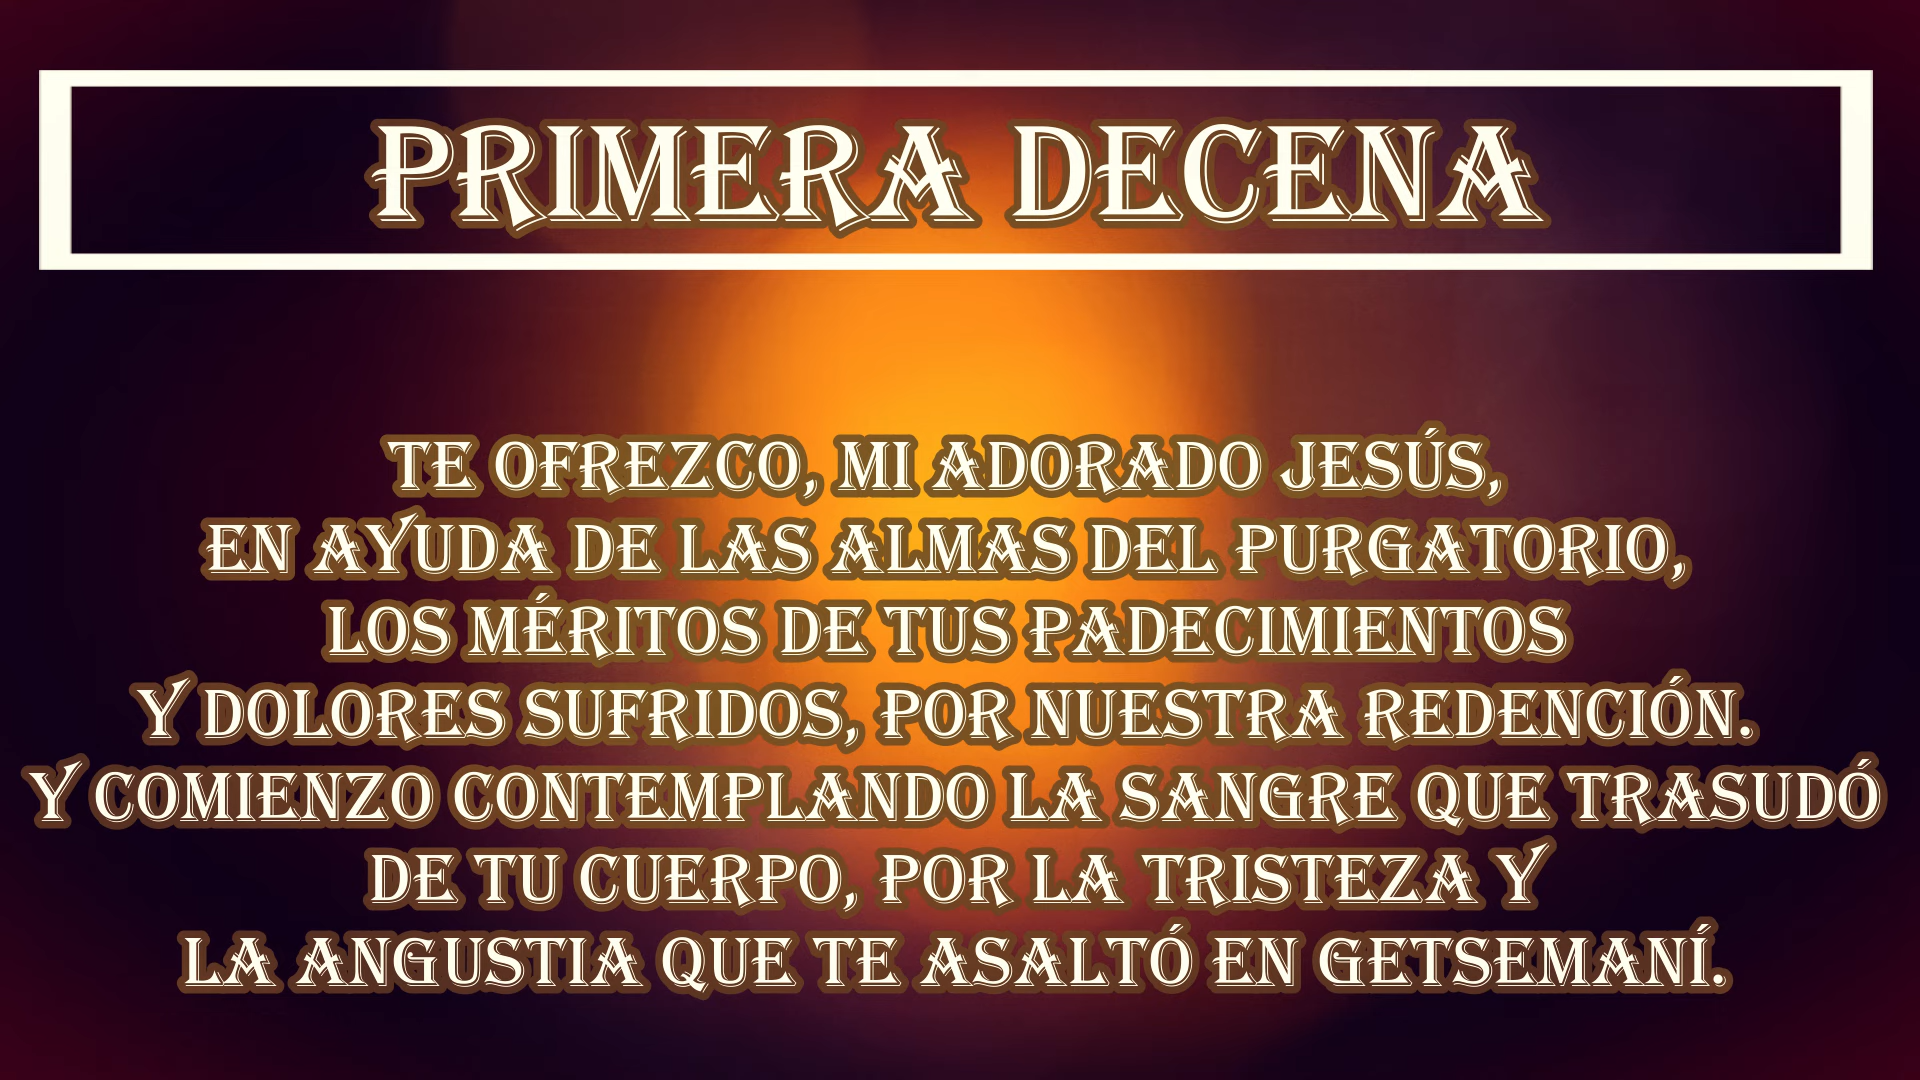 PRIMERA DECENA
TE OFREZCO, MI ADORADO JESÚS,
EN AYUDA DE LAS ALMAS DEL PURGATORIO,
LOS MÉRITOS DE TUS PADECIMIENTOS
Y DOLORES SUFRIDOS, POR NUESTRA REDENCIÓN.
Y COMIENZO CONTEMPLANDO LA SANGRE QUE TRASUDÓ
DE TU CUERPO, POR LA TRISTEZA Y
LA ANGUSTIA QUE TE ASALTÓ EN GETSEMANÍ.